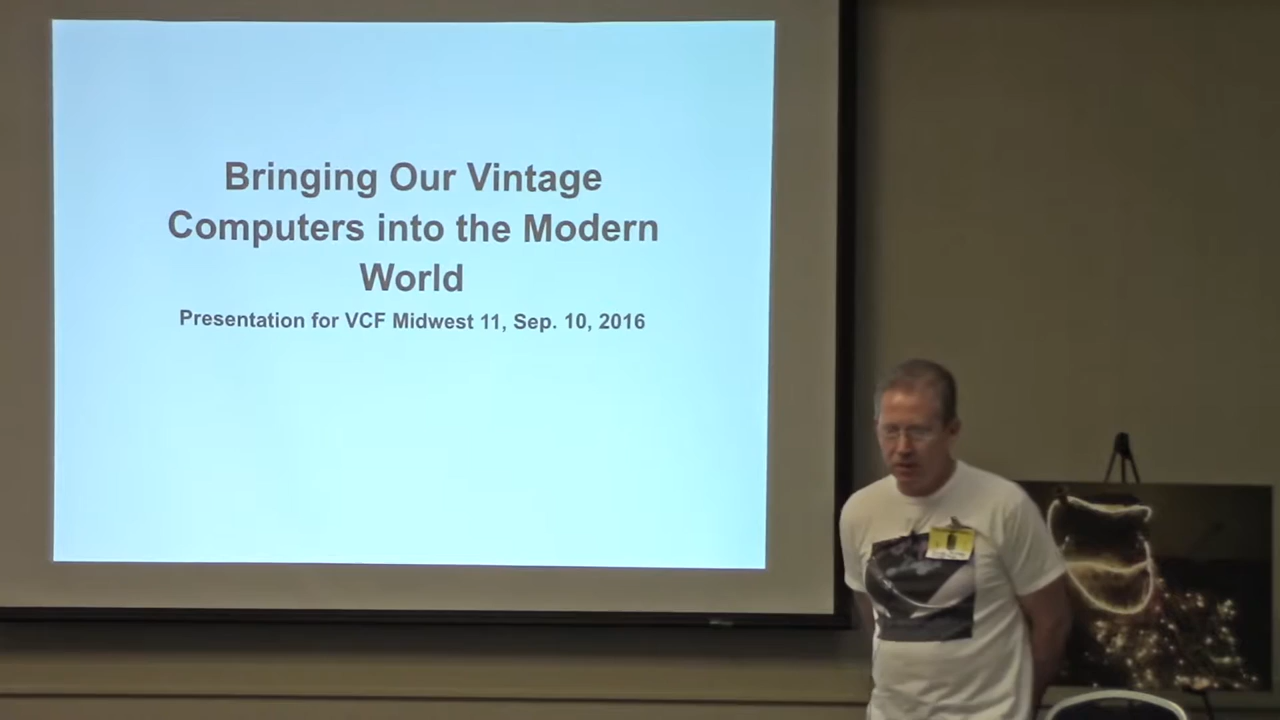 Bringing Our Vintage
Computers into the Modern
World
Presentation for VCF Midwest 11, Sep. 10, 2016